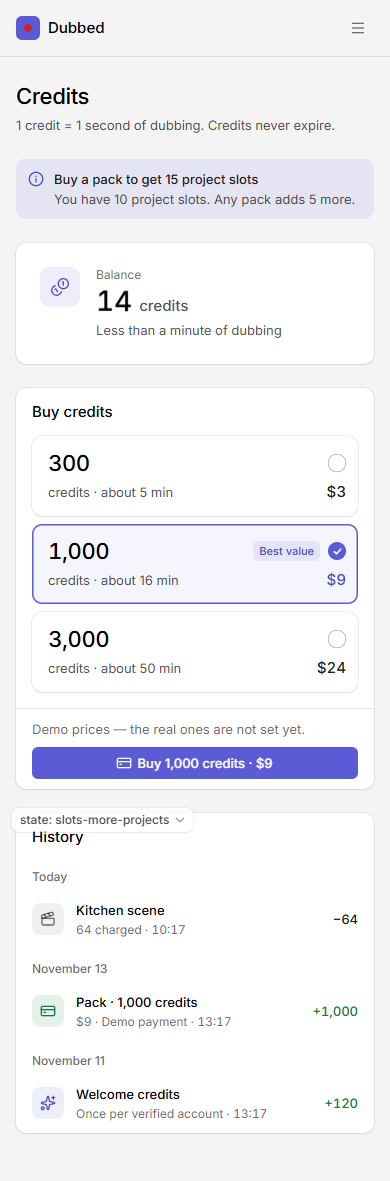 Dubbed
Credits
1 credit = 1 second of dubbing. Credits never expire.
Buy a pack to get 15 project slots
You have 10 project slots. Any pack adds 5 more.
Balance
14 credits
Less than a minute of dubbing
Buy credits
300
credits · about 5 min
$3
1,000
Best value
credits · about 16 min
$9
3,000
credits · about 50 min
$24
Demo prices — the real ones are not set yet.
Buy 1,000 credits · $9
state: slots-more-projects
History
Today
Kitchen scene
64 charged · 10:17
−64
November 13
Pack · 1,000 credits
$9 · Demo payment · 13:17
+1,000
November 11
Welcome credits
Once per verified account · 13:17
+120